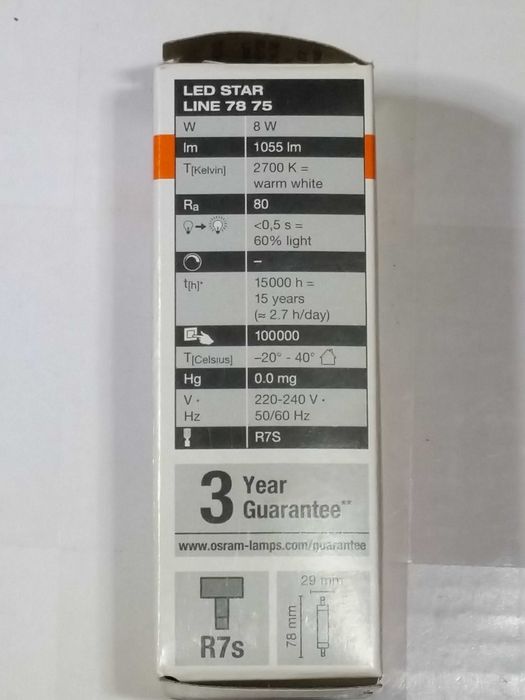 LED STAR
LINE 78 75
W 8 W
lm 1055 lm
T[Kelvin] 2700 K =
warm white
Ra 80
<0,5 s =
60% light
–
t[h]* 15000 h =
15 years
(≈ 2.7 h/day)
100000
T[Celsius] –20° - 40°
Hg 0.0 mg
V • 220-240 V •
Hz 50/60 Hz
R7S
3 Year
Guarantee**
www.osram-lamps.com/guarantee
R7s
29 mm
78 mm